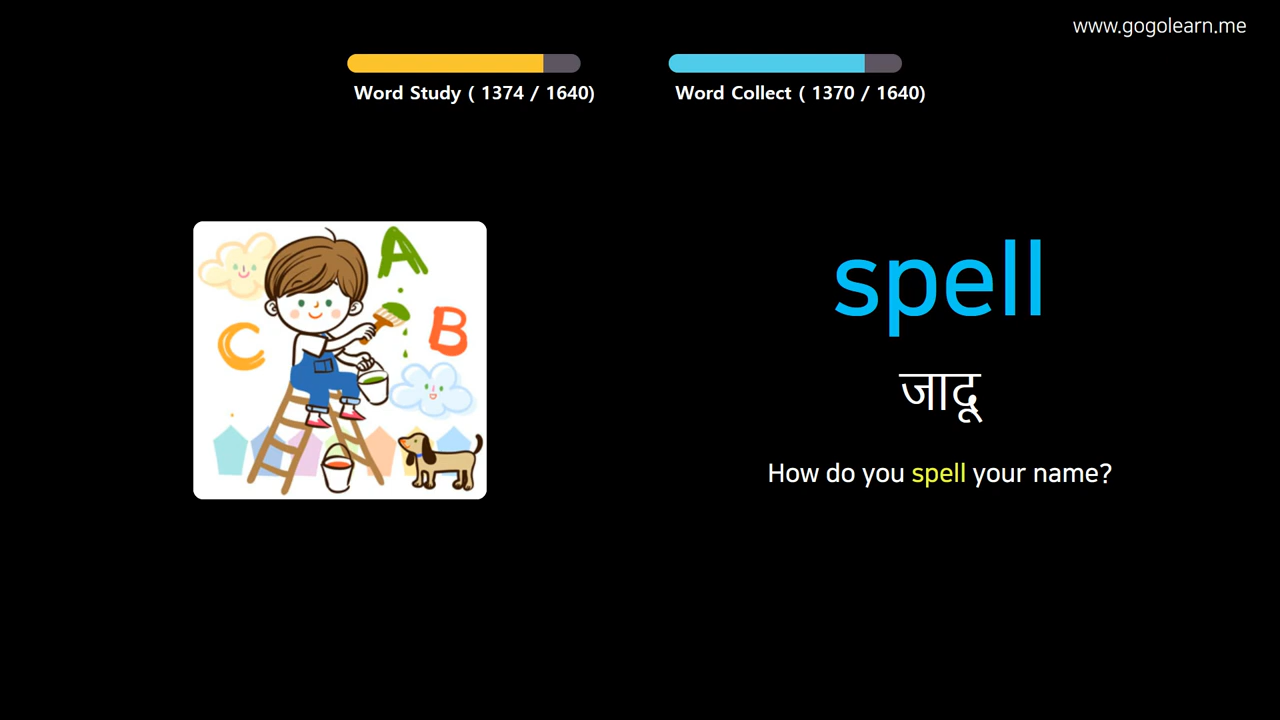 www.gogolearn.me
Word Study ( 1374 / 1640)
Word Collect ( 1370 / 1640)
A
B
C
spell
जादू
How do you spell your name?